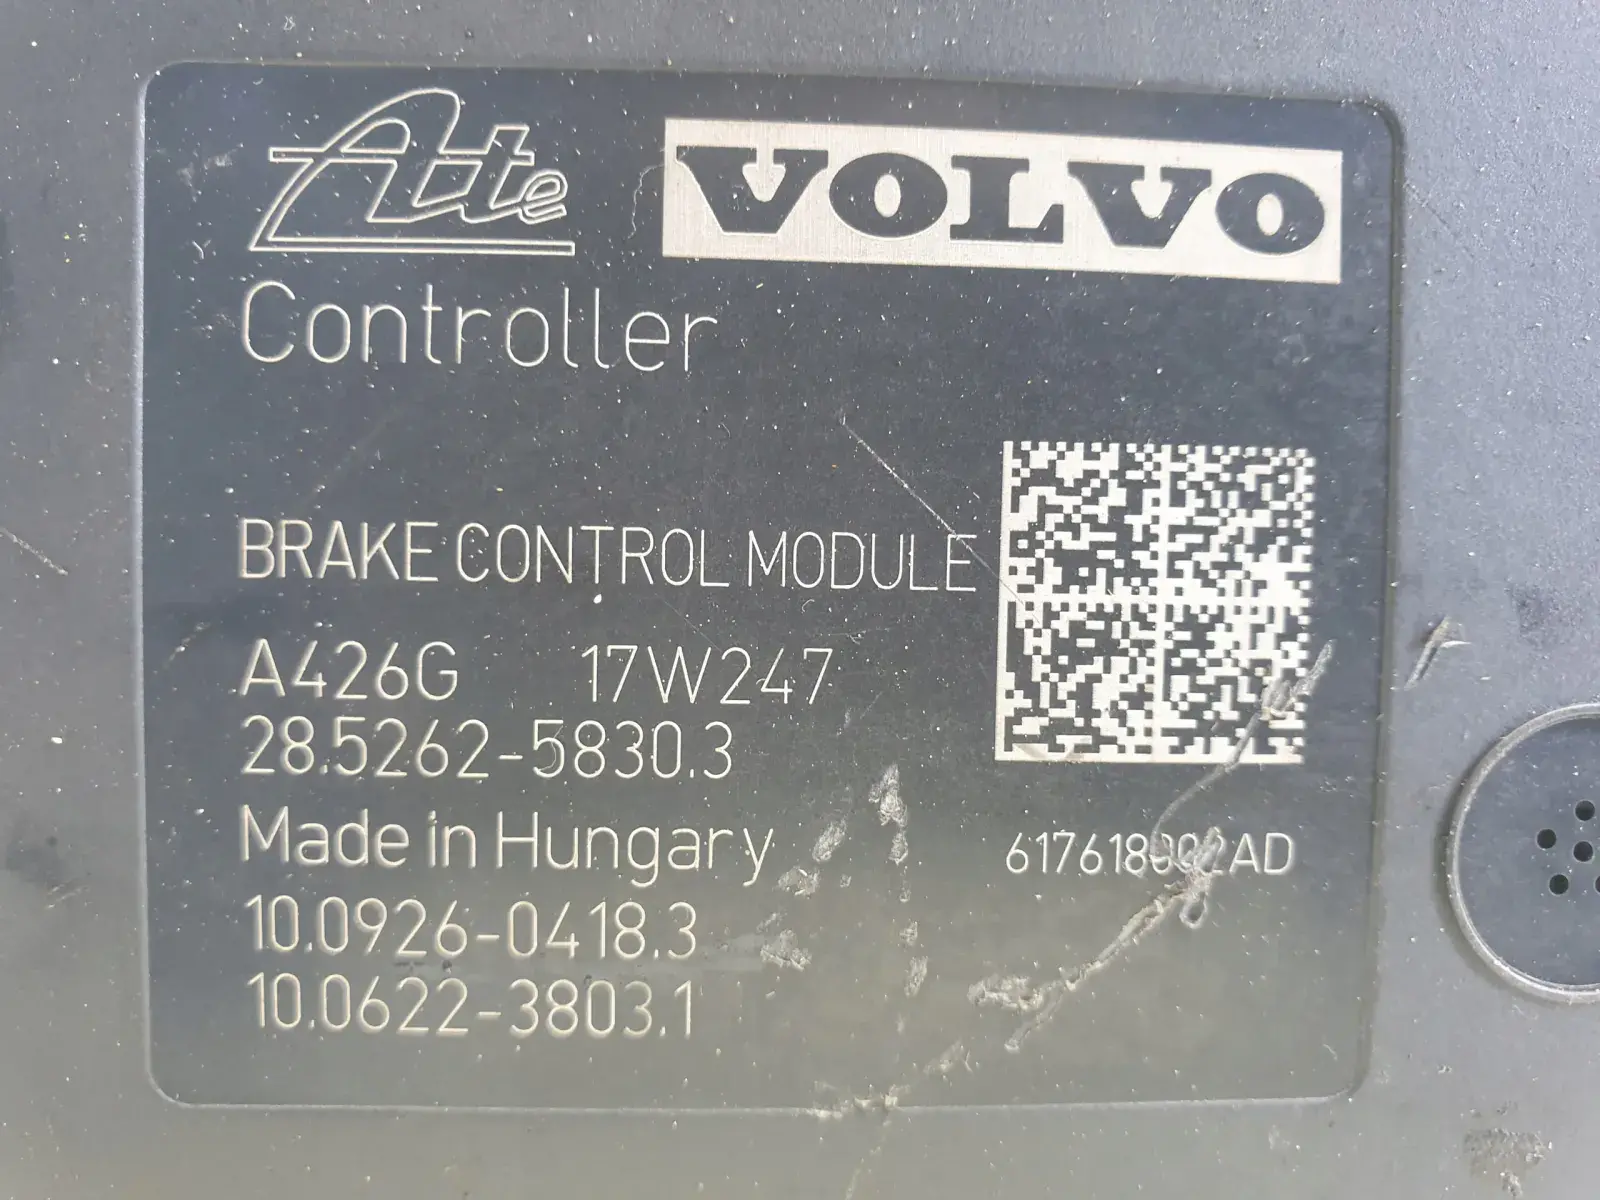 Ate VOLVO
Controller
BRAKE CONTROL MODULE
A426G 17W247
28.5262-5830.3
Made in Hungary
617618002AD
10.0926-0418.3
10.0622-3803.1